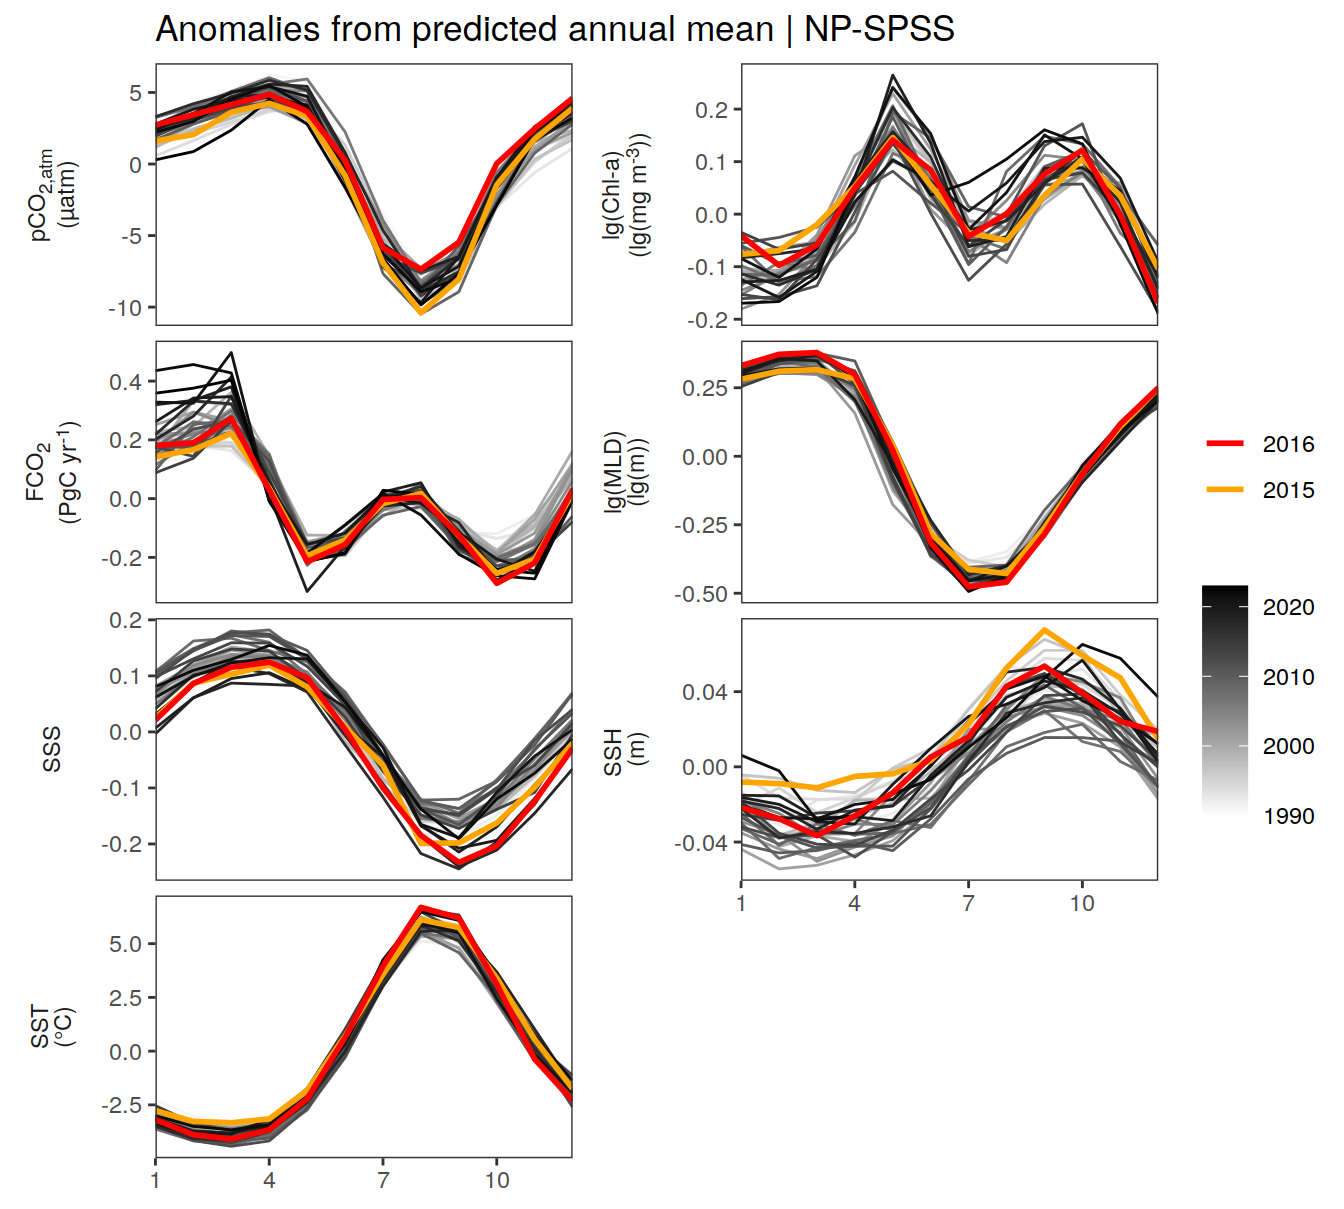 Anomalies from predicted annual mean | NP-SPSS
pCO2,atm
(µatm)
5
0
-5
-10
lg(Chl-a)
(lg(mg m-3))
0.2
0.1
0.0
-0.1
-0.2
FCO2
(PgC yr-1)
0.4
0.2
0.0
-0.2
lg(MLD)
(lg(m))
0.25
0.00
-0.25
-0.50
SSS
0.2
0.1
0.0
-0.1
-0.2
SSH
(m)
0.04
0.00
-0.04
1 4 7 10
SST
(°C)
5.0
2.5
0.0
-2.5
1 4 7 10
2016
2015
2020
2010
2000
1990